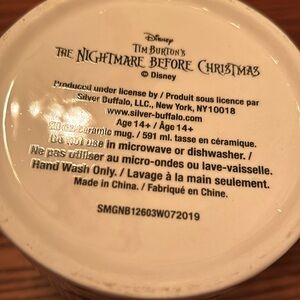 Disney
TIM BURTON'S
THE NIGHTMARE BEFORE CHRISTMAS
© Disney
Produced under license by / Produit sous licence par
Silver Buffalo, LLC., New York, NY10018
www.silver-buffalo.com
Age 14+ / Âge 14+
20 oz. ceramic mug. / 591 ml. tasse en céramique.
Do not use in microwave or dishwasher. /
Ne pas utiliser au micro-ondes ou lave-vaisselle.
Hand Wash Only. / Lavage à la main seulement.
Made in China. / Fabriqué en Chine.
SMGNB12603W072019